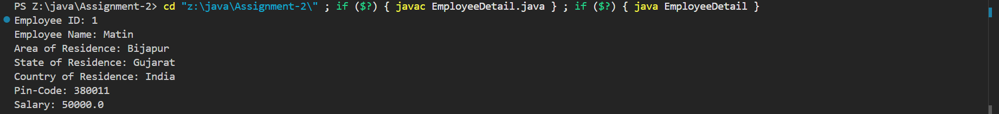 PS Z:\java\Assignment-2> cd "z:\java\Assignment-2\" ; if ($?) { javac EmployeeDetail.java } ; if ($?) { java EmployeeDetail }
Employee ID: 1
Employee Name: Matin
Area of Residence: Bijapur
State of Residence: Gujarat
Country of Residence: India
Pin-Code: 380011
Salary: 50000.0